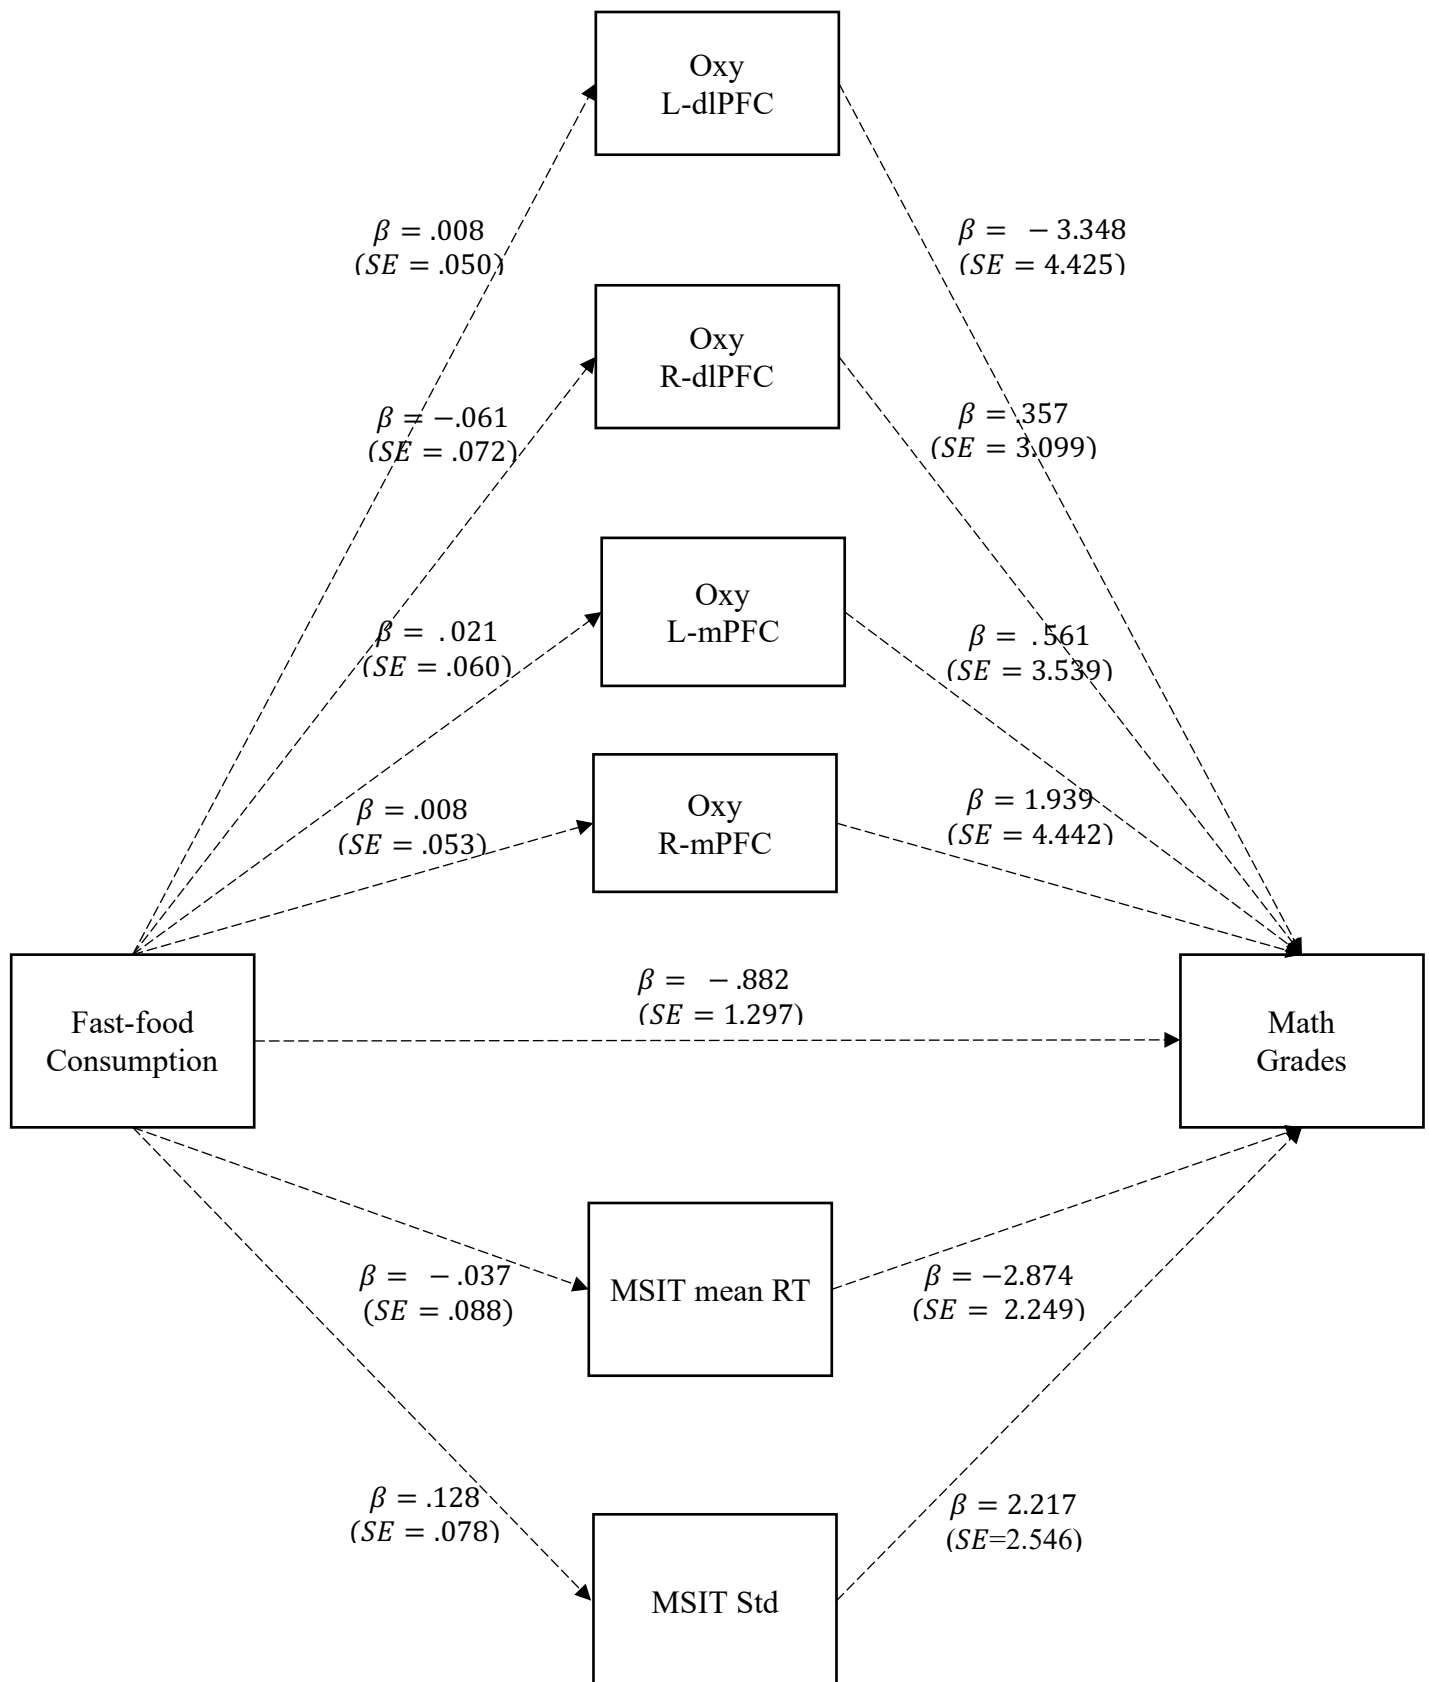 Oxy
L-dlPFC
β = .008
(SE = .050)
β = − 3.348
(SE = 4.425)
Oxy
R-dlPFC
β = −.061
(SE = .072)
β = .357
(SE = 3.099)
Oxy
L-mPFC
β = .021
(SE = .060)
β = .561
(SE = 3.539)
Oxy
R-mPFC
β = .008
(SE = .053)
β = 1.939
(SE = 4.442)
Fast-food
Consumption
β = − .882
(SE = 1.297)
Math
Grades
β = − .037
(SE = .088)
MSIT mean RT
β = −2.874
(SE = 2.249)
β = .128
(SE = .078)
MSIT Std
β = 2.217
(SE=2.546)